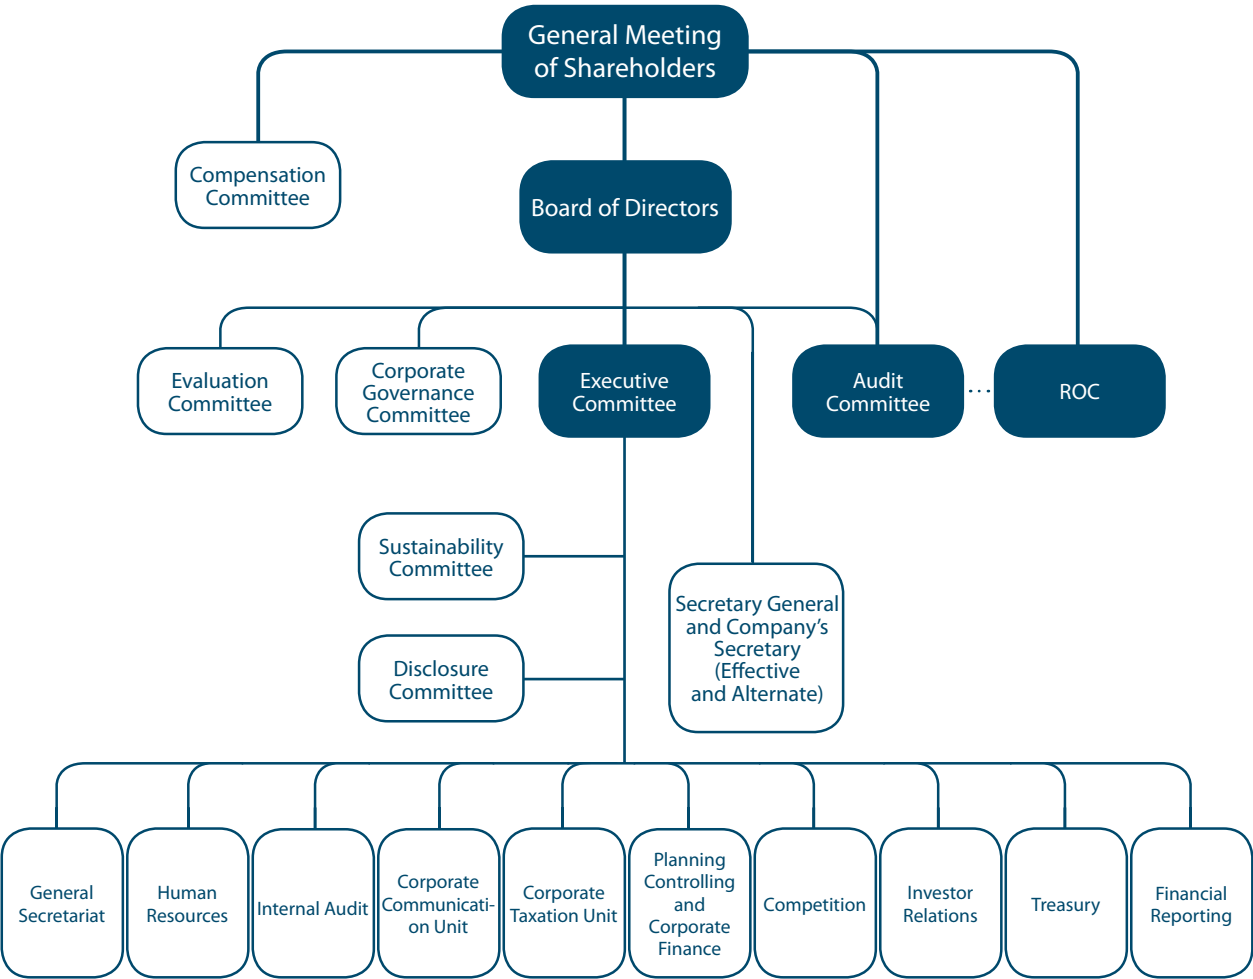 General Meeting
of Shareholders
Compensation
Committee
Board of Directors
Evaluation
Committee
Corporate
Governance
Committee
Executive
Committee
Audit
Committee
...
ROC
Sustainability
Committee
Disclosure
Committee
Secretary General
and Company’s
Secretary
(Effective
and Alternate)
General
Secretariat
Human
Resources
Internal Audit
Corporate
Communicati-
on Unit
Corporate
Taxation Unit
Planning
Controlling
and
Corporate
Finance
Competition
Investor
Relations
Treasury
Financial
Reporting